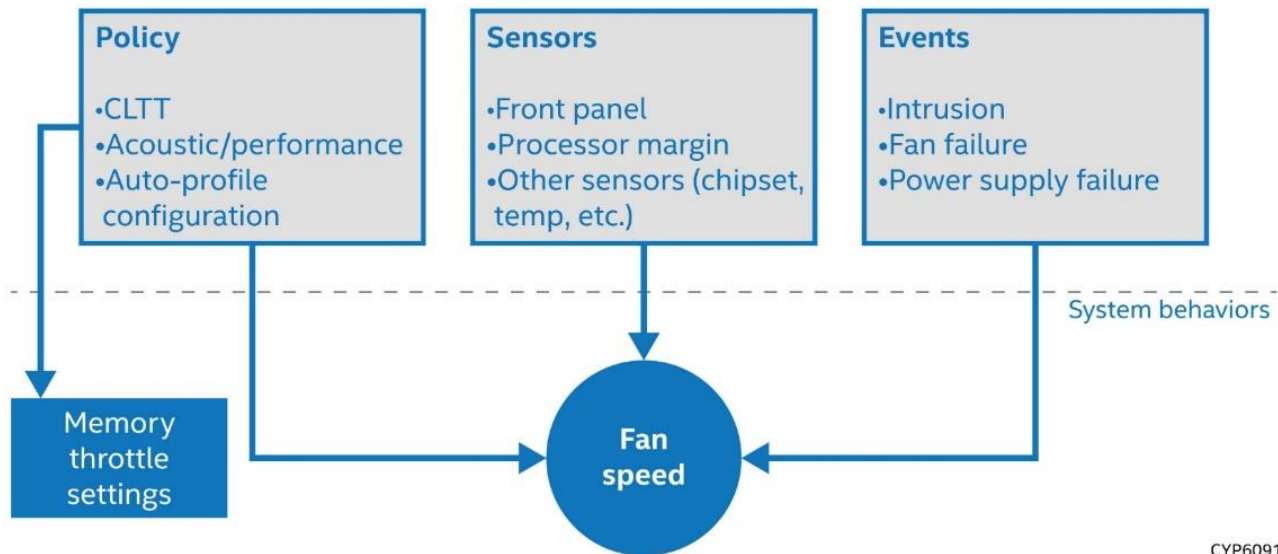 Policy
•CLTT
•Acoustic/performance
•Auto-profile
configuration
Sensors
•Front panel
•Processor margin
•Other sensors (chipset,
temp, etc.)
Events
•Intrusion
•Fan failure
•Power supply failure
System behaviors
Memory
throttle
settings
Fan
speed
CYP6091